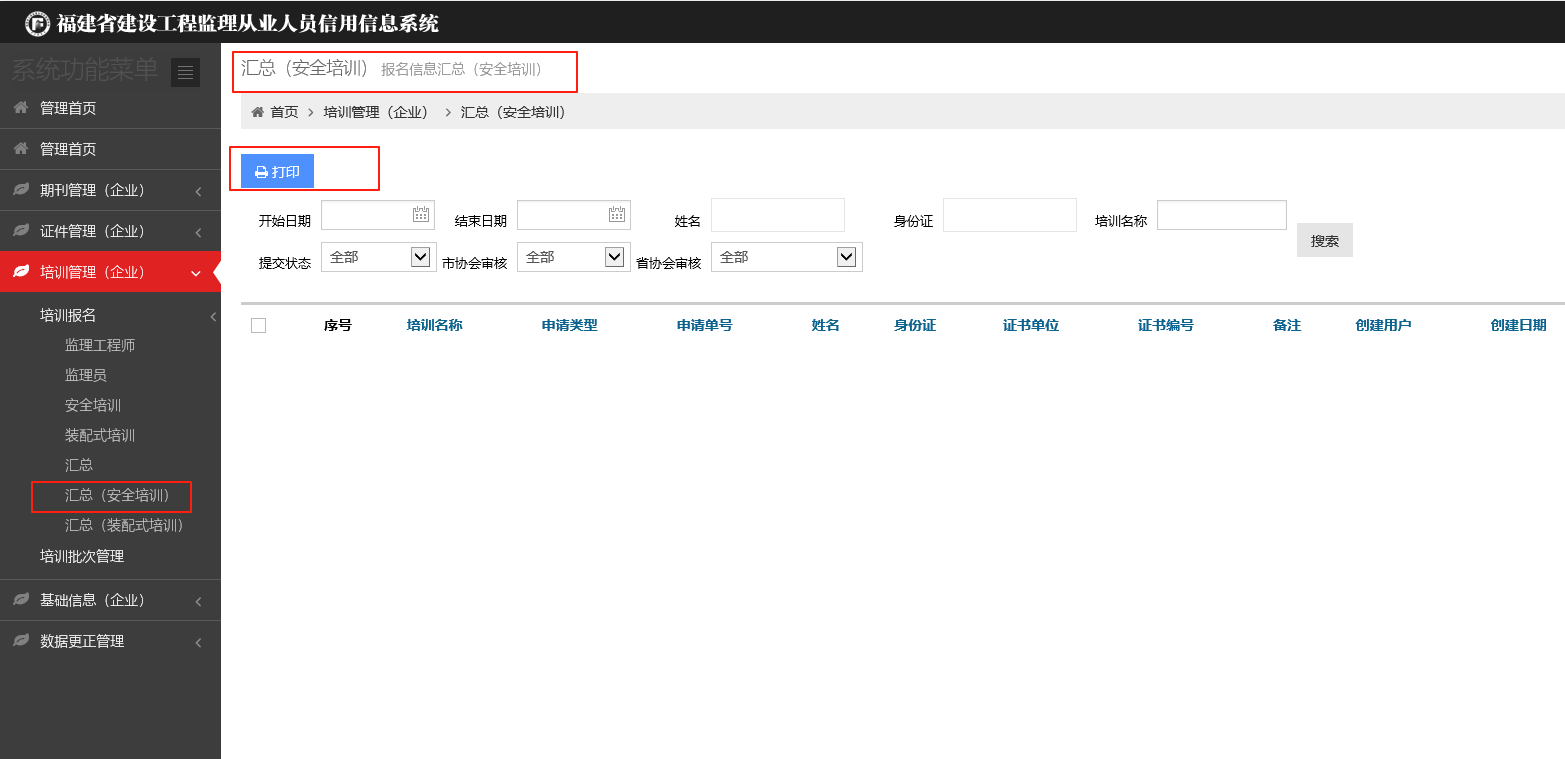 福建省建设工程监理从业人员信用信息系统
系统功能菜单
管理首页
管理首页
期刊管理（企业）
证件管理（企业）
培训管理（企业）
培训报名
监理工程师
监理员
安全培训
装配式培训
汇总
汇总（安全培训）
汇总（装配式培训）
培训批次管理
基础信息（企业）
数据更正管理
汇总（安全培训） 报名信息汇总（安全培训）
首页 > 培训管理（企业） > 汇总（安全培训）
打印
开始日期 结束日期 姓名 身份证 培训名称
搜索
提交状态 全部 市协会审核 全部 省协会审核 全部
序号 培训名称 申请类型 申请单号 姓名 身份证 证书单位 证书编号 备注 创建用户 创建日期